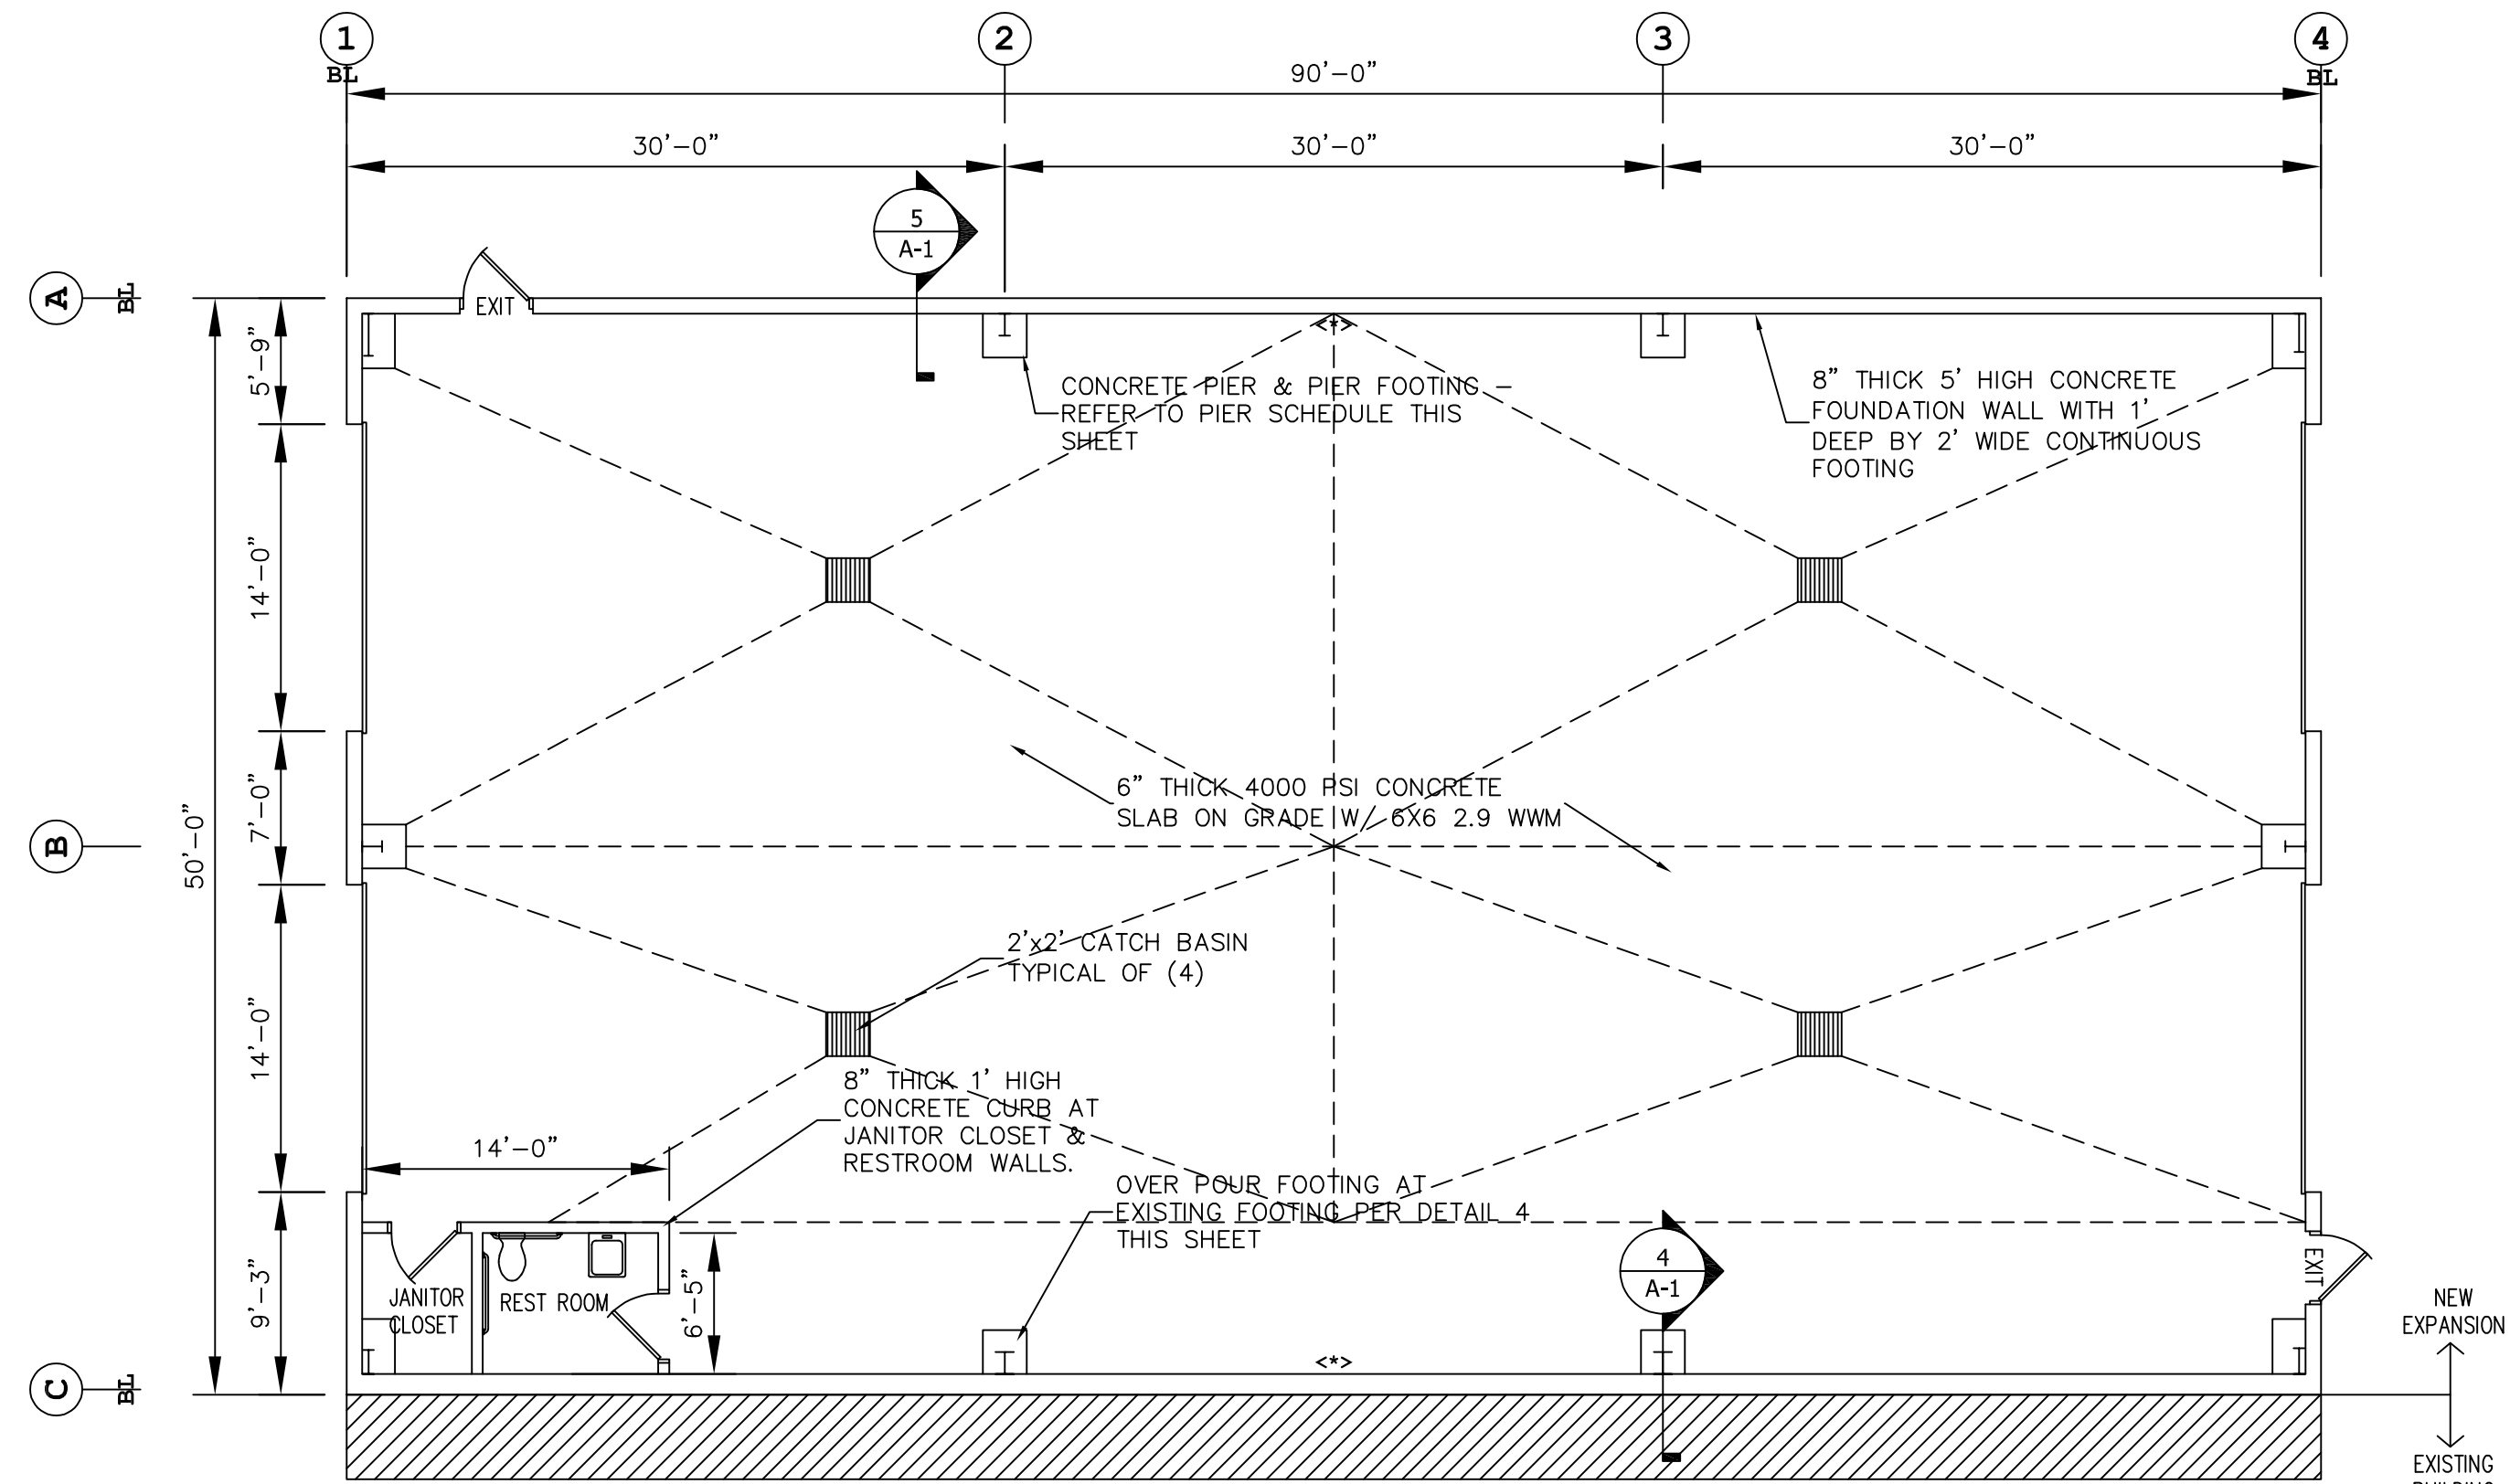 1
2
3
4
BL
BL
90'-0"
30'-0"
30'-0"
30'-0"
5
A-1
A
BL
EXIT
<*>
5'-9"
CONCRETE PIER & PIER FOOTING -
REFER TO PIER SCHEDULE THIS
SHEET
8" THICK 5' HIGH CONCRETE
FOUNDATION WALL WITH 1'
DEEP BY 2' WIDE CONTINUOUS
FOOTING
14'-0"
50'-0"
7'-0"
B
6" THICK 4000 PSI CONCRETE
SLAB ON GRADE W/ 6X6 2.9 WWM
2'x2' CATCH BASIN
TYPICAL OF (4)
14'-0"
8" THICK 1' HIGH
CONCRETE CURB AT
JANITOR CLOSET &
RESTROOM WALLS.
14'-0"
OVER POUR FOOTING AT
EXISTING FOOTING PER DETAIL 4
THIS SHEET
9'-3"
JANITOR
CLOSET
REST ROOM
6'-5"
4
A-1
EXIT
NEW
EXPANSION
<*>
C
BL
EXISTING
BUILDING